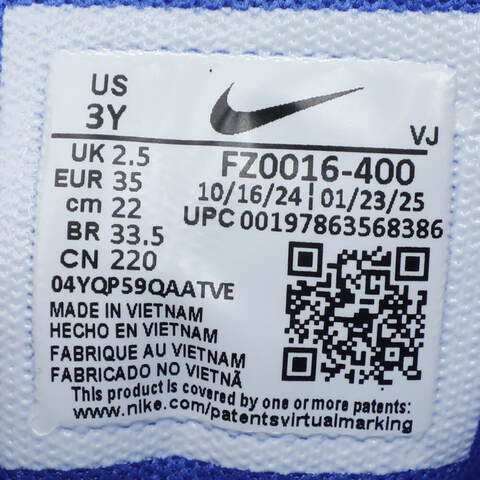 US
3Y
VJ
UK 2.5
EUR 35
cm 22
BR 33.5
CN 220
FZ0016-400
10/16/24 | 01/23/25
UPC 00197863568386
04YQP59QAATVE
MADE IN VIETNAM
HECHO EN VIETNAM
FABRIQUE AU VIETNAM
FABRICADO NO VIETNÃ
This product is covered by one or more patents
www.nike.com/patentsvirtualmarking